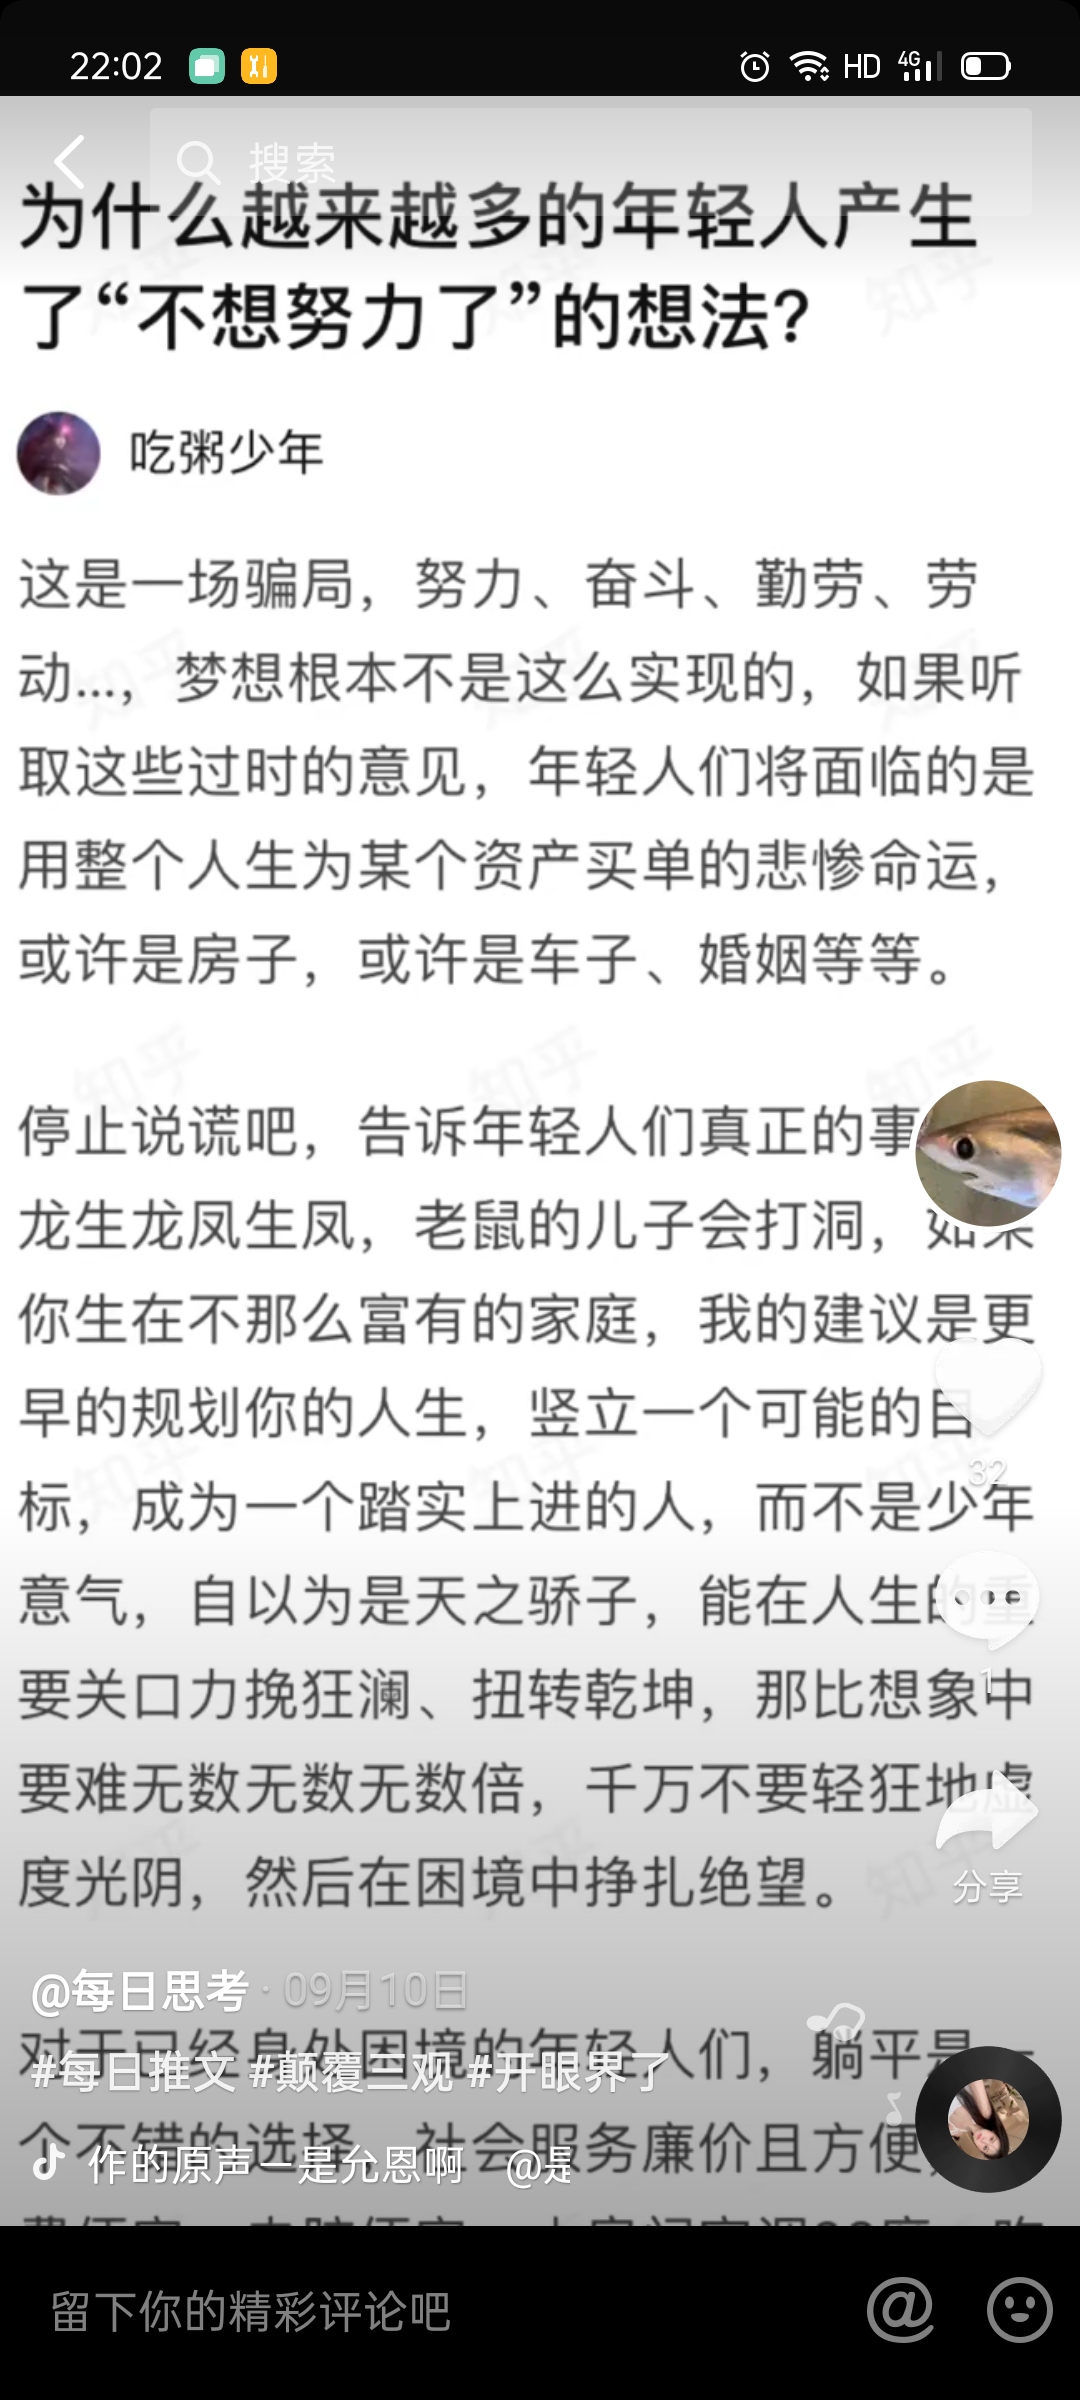 22:02
HD
4G
搜索
为什么越来越多的年轻人产生
了“不想努力了”的想法?
吃粥少年
这是一场骗局，努力、奋斗、勤劳、劳
动...，梦想根本不是这么实现的，如果听
取这些过时的意见，年轻人们将面临的是
用整个人生为某个资产买单的悲惨命运，
或许是房子，或许是车子、婚姻等等。
停止说谎吧，告诉年轻人们真正的事
龙生龙凤生凤，老鼠的儿子会打洞，如果
你生在不那么富有的家庭，我的建议是更
早的规划你的人生，竖立一个可能的目
标，成为一个踏实上进的人，而不是少年
意气，自以为是天之骄子，能在人生的重
要关口力挽狂澜、扭转乾坤，那比想象中
要难无数无数无数倍，千万不要轻狂地虚
度光阴，然后在困境中挣扎绝望。
32
1
分享
@每日思考 · 09月10日
对于已经身处困境的年轻人们，躺平是一
#每日推文 #颠覆三观 #开眼界了
个不错的选择，社会服务廉价且方便，
作的原声－是允恩啊 @是
知乎
留下你的精彩评论吧